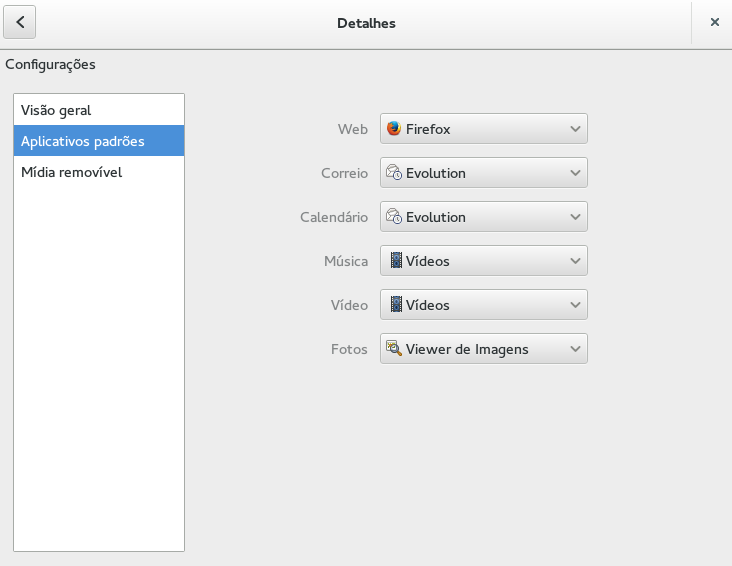 Detalhes
Configurações
Visão geral
Aplicativos padrões
Mídia removível
Web Firefox
Correio Evolution
Calendário Evolution
Música Vídeos
Vídeo Vídeos
Fotos Viewer de Imagens